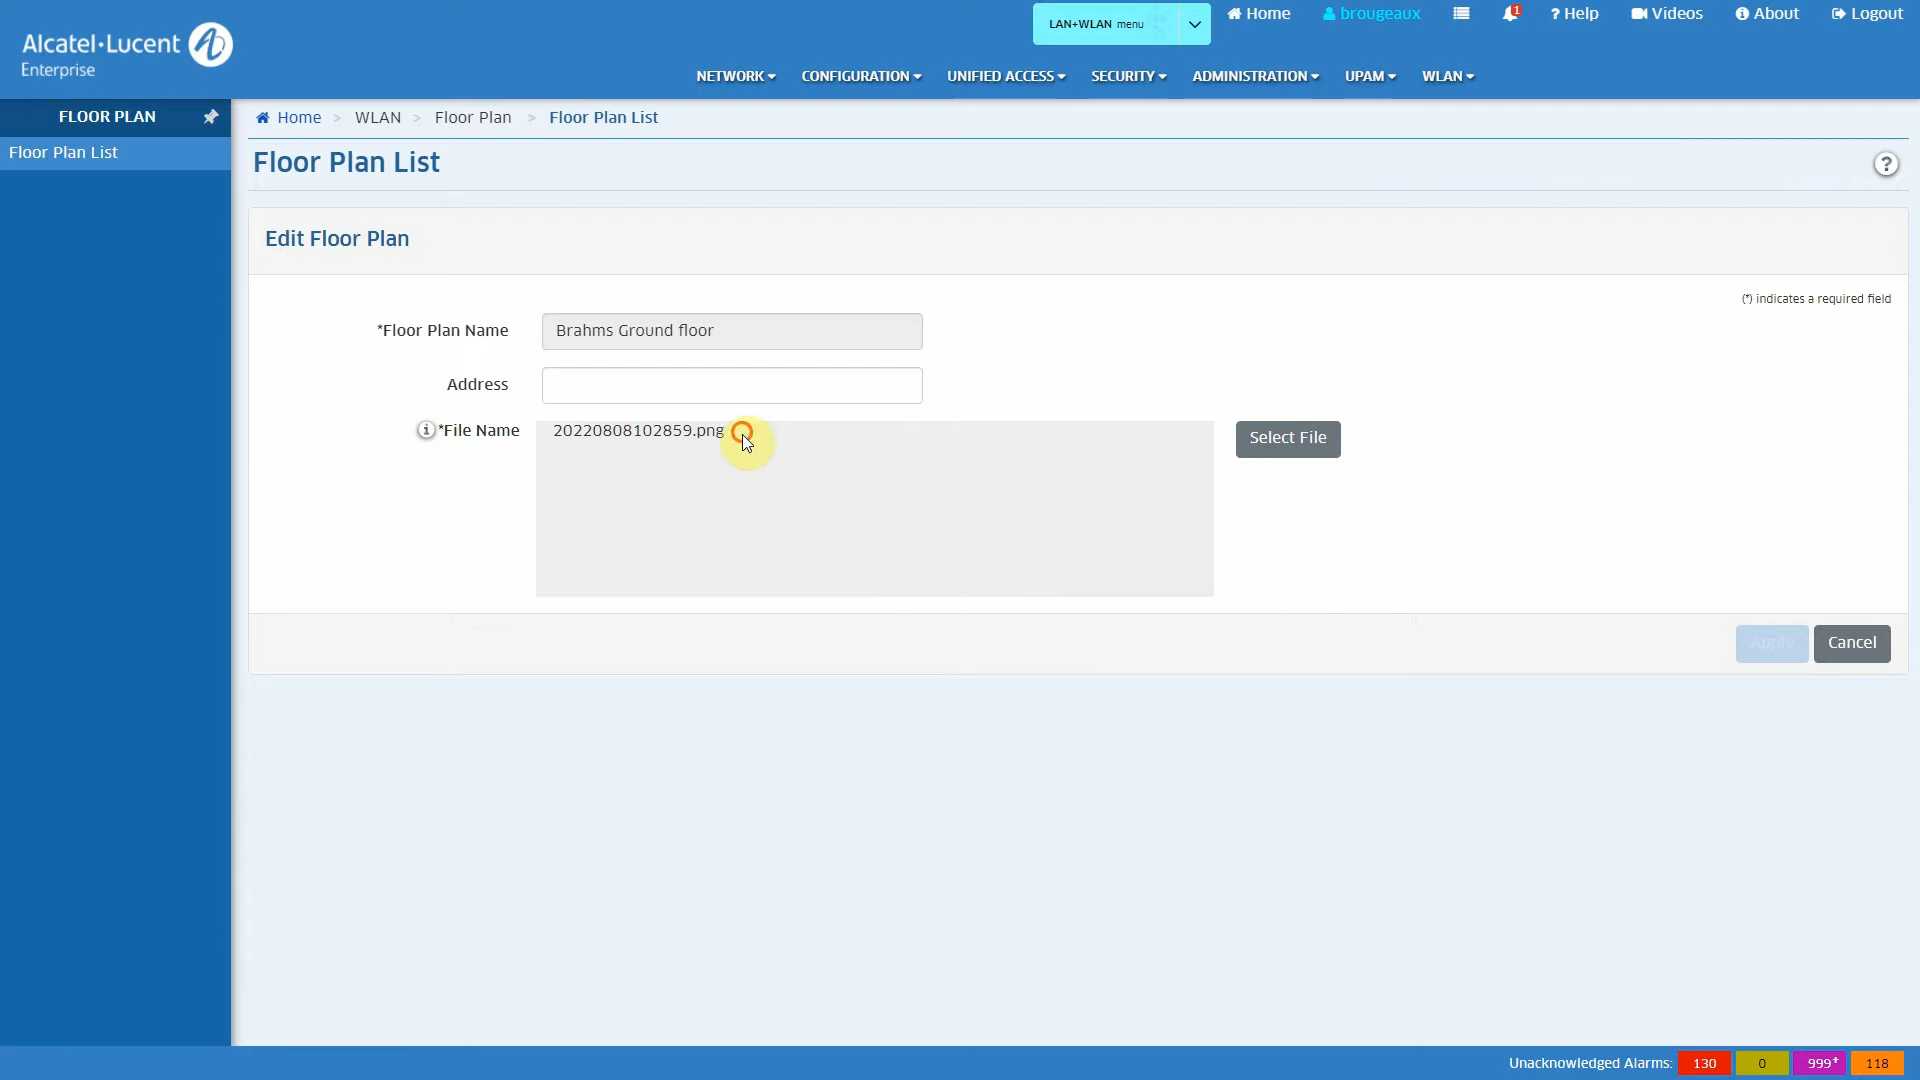 LAN+WLAN menu
Home
brougeaux
1
? Help
Videos
About
Logout
Alcatel·Lucent
Enterprise
NETWORK
CONFIGURATION
UNIFIED ACCESS
SECURITY
ADMINISTRATION
UPAM
WLAN
FLOOR PLAN
Home > WLAN > Floor Plan > Floor Plan List
Floor Plan List
Floor Plan List
?
Edit Floor Plan
(*) indicates a required field
*Floor Plan Name
Brahms Ground floor
Address
*File Name
20220808102859.png
Select File
Apply
Cancel
Unacknowledged Alarms: 130 0 999+ 118